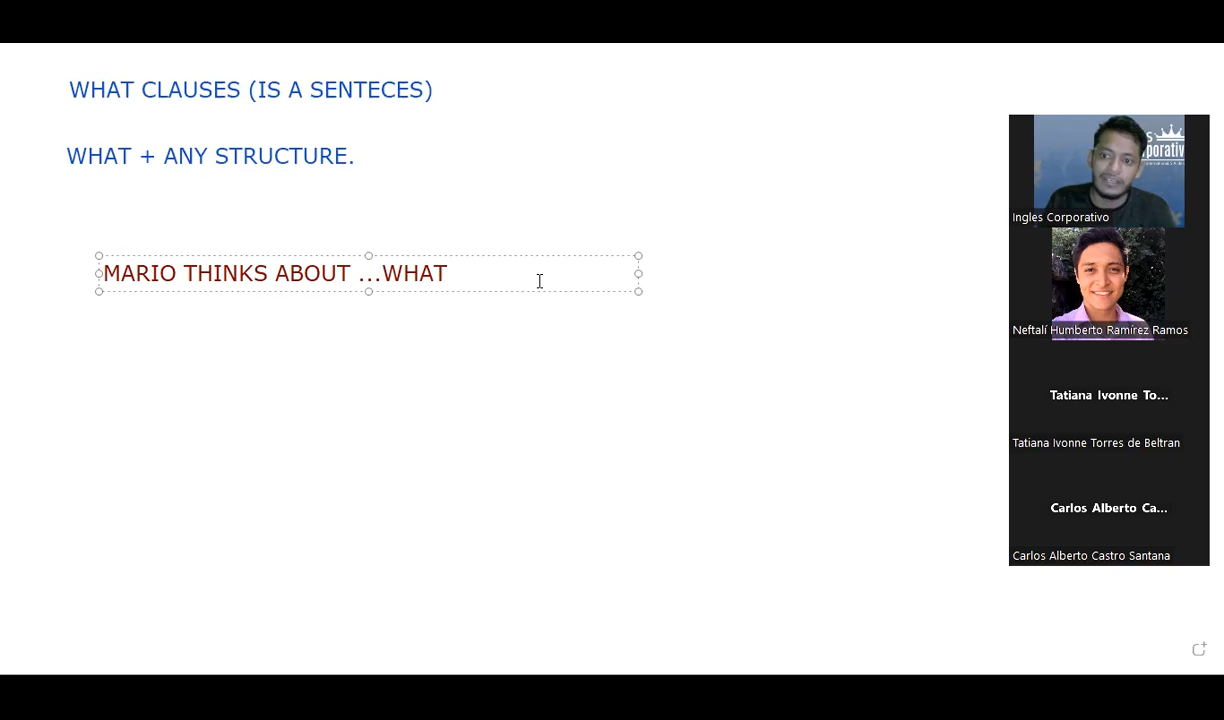 WHAT CLAUSES (IS A SENTECES)
WHAT + ANY STRUCTURE.
MARIO THINKS ABOUT ...WHAT
Ingles Corporativo
Neftalí Humberto Ramírez Ramos
Tatiana Ivonne To...
Tatiana Ivonne Torres de Beltran
Carlos Alberto Ca...
Carlos Alberto Castro Santana